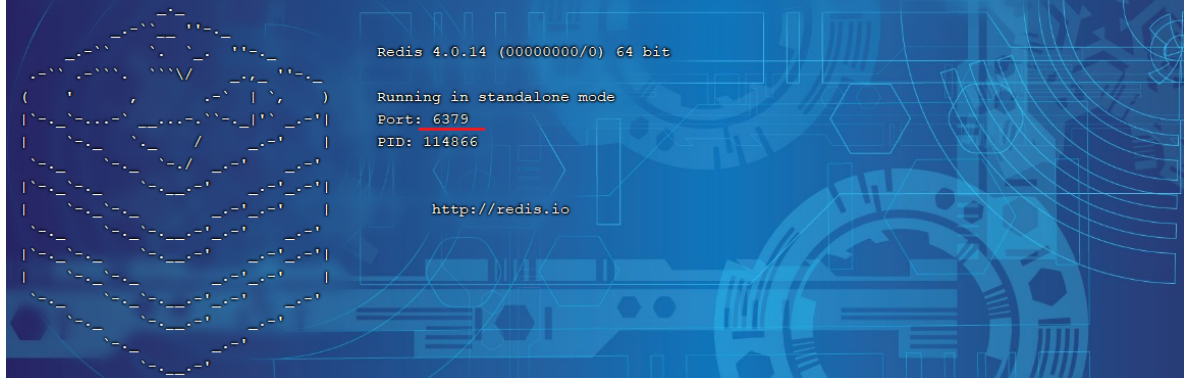 Redis 4.0.14 (00000000/0) 64 bit
Running in standalone mode
Port: 6379
PID: 114866
http://redis.io